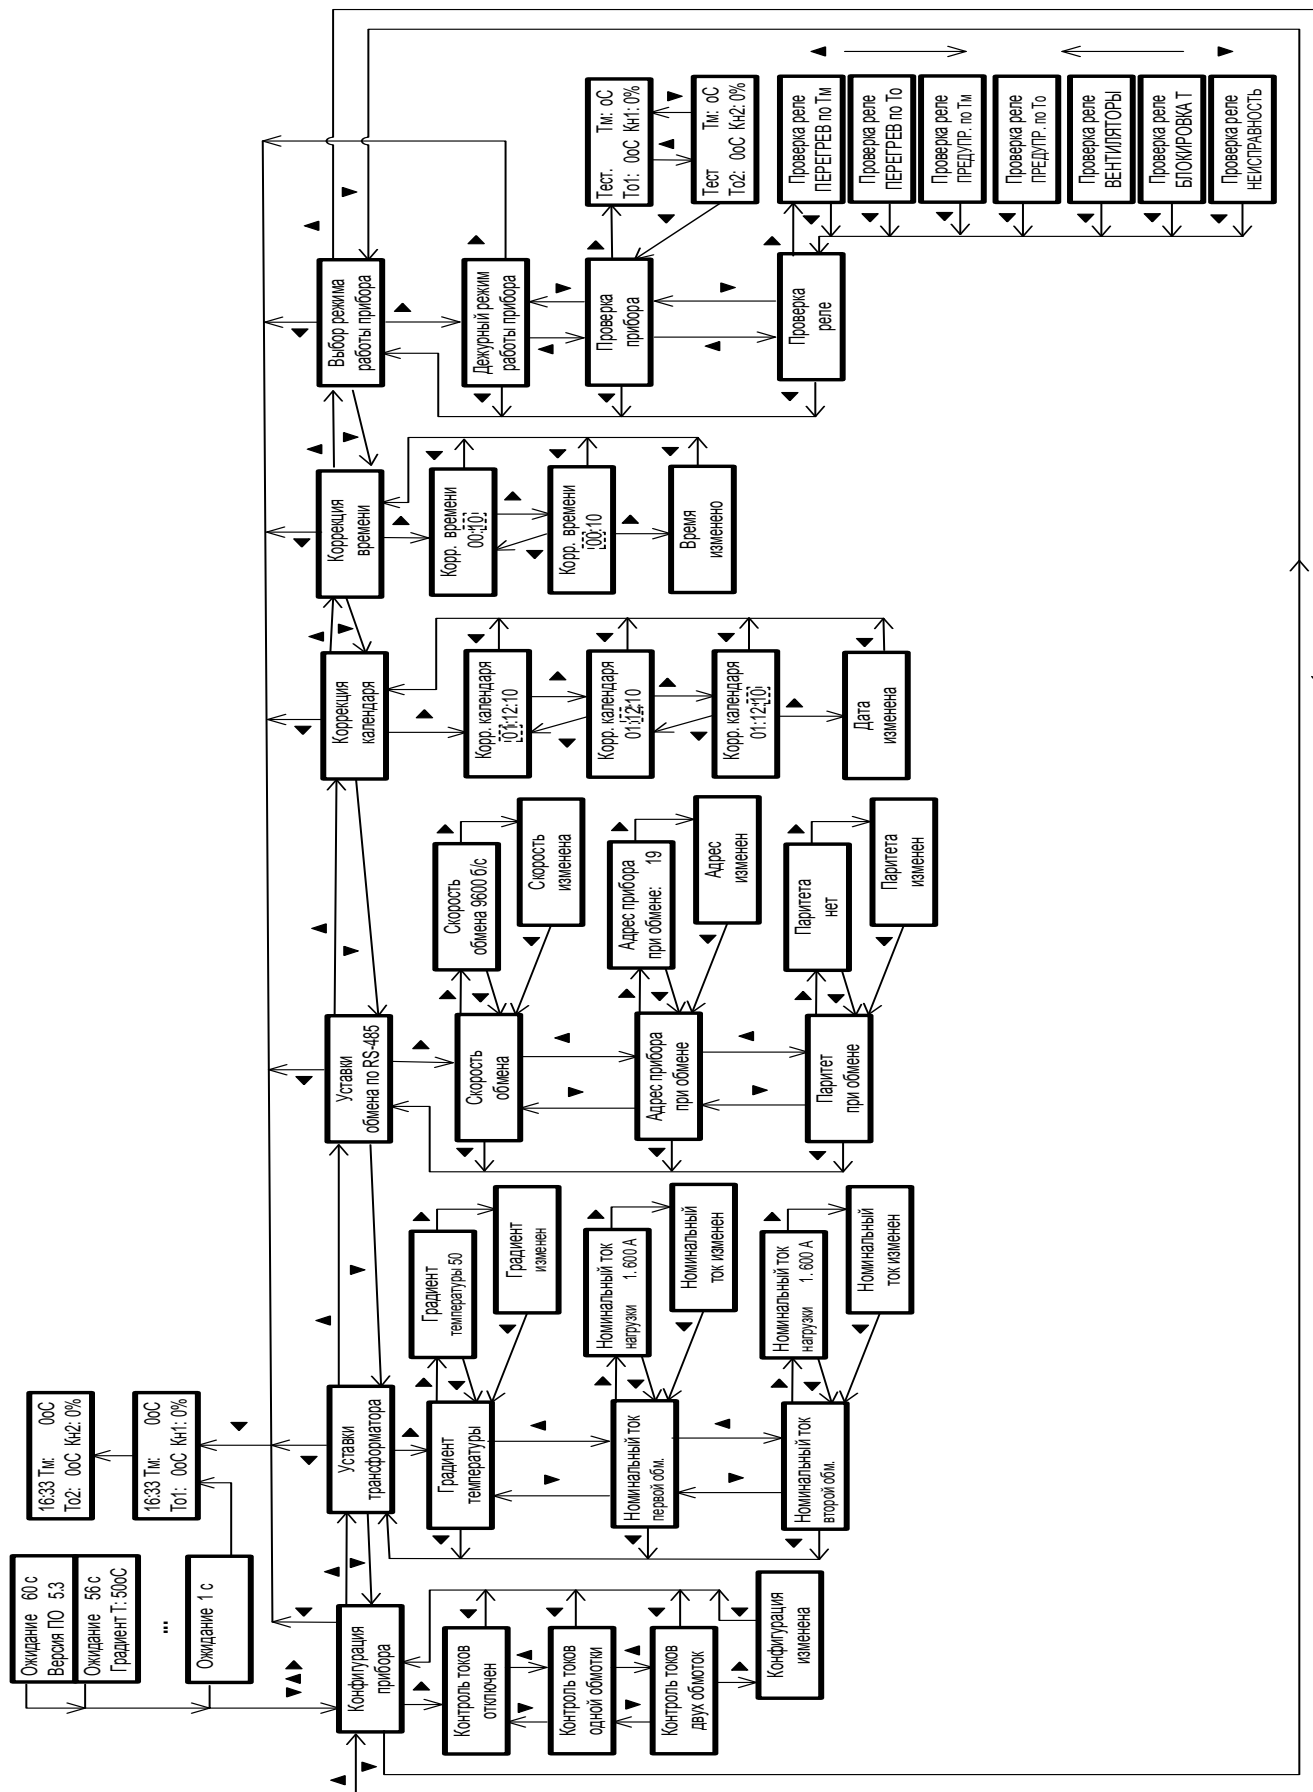 Ожидание 60 с
Версия ПО 5.3
Ожидание 56 с
Градиент Т: 50оС
...
Ожидание 1 с
16:33 Тм: 0оС
То2: 0оС Кн2: 0%
16:33 Тм: 0оС
То1: 0оС Кн1: 0%
Конфигурация
прибора
Контроль токов
отключен
Контроль токов
одной обмотки
Контроль токов
двух обмоток
Конфигурация
изменена
Уставки
трансформатора
Градиент
температуры
Градиент
температуры 50
Градиент
изменен
Номинальный ток
первой обм.
Номинальный ток
нагрузки 1. 600 А
Номинальный
ток изменен
Номинальный ток
второй обм.
Номинальный ток
нагрузки 1. 600 А
Номинальный
ток изменен
Уставки
обмена по RS-485
Скорость
обмена
Скорость
обмена 9600 б/с
Скорость
изменена
Адрес прибора
при обмене
Адрес прибора
при обмене: 19
Адрес
изменен
Паритет
при обмене
Паритета
нет
Паритета
изменен
Коррекция
календаря
Корр. календаря
01:12:10
Корр. календаря
01:12:10
Корр. календаря
01:12:10
Дата
изменена
Коррекция
времени
Корр. времени
00:10
Корр. времени
00:10
Время
изменено
Выбор режима
работы прибора
Дежурный режим
работы прибора
Проверка
прибора
Тест. Тм: оС
То1: 0оС Кн1: 0%
Тест Тм: оС
То2: 0оС Кн2: 0%
Проверка
реле
Проверка реле
ПЕРЕГРЕВ по Тм
Проверка реле
ПЕРЕГРЕВ по То
Проверка реле
ПРЕДУПР. по Тм
Проверка реле
ПРЕДУПР. по То
Проверка реле
ВЕНТИЛЯТОРЫ
Проверка реле
БЛОКИРОВКА Т
Проверка реле
НЕИСПРАВНОСТЬ